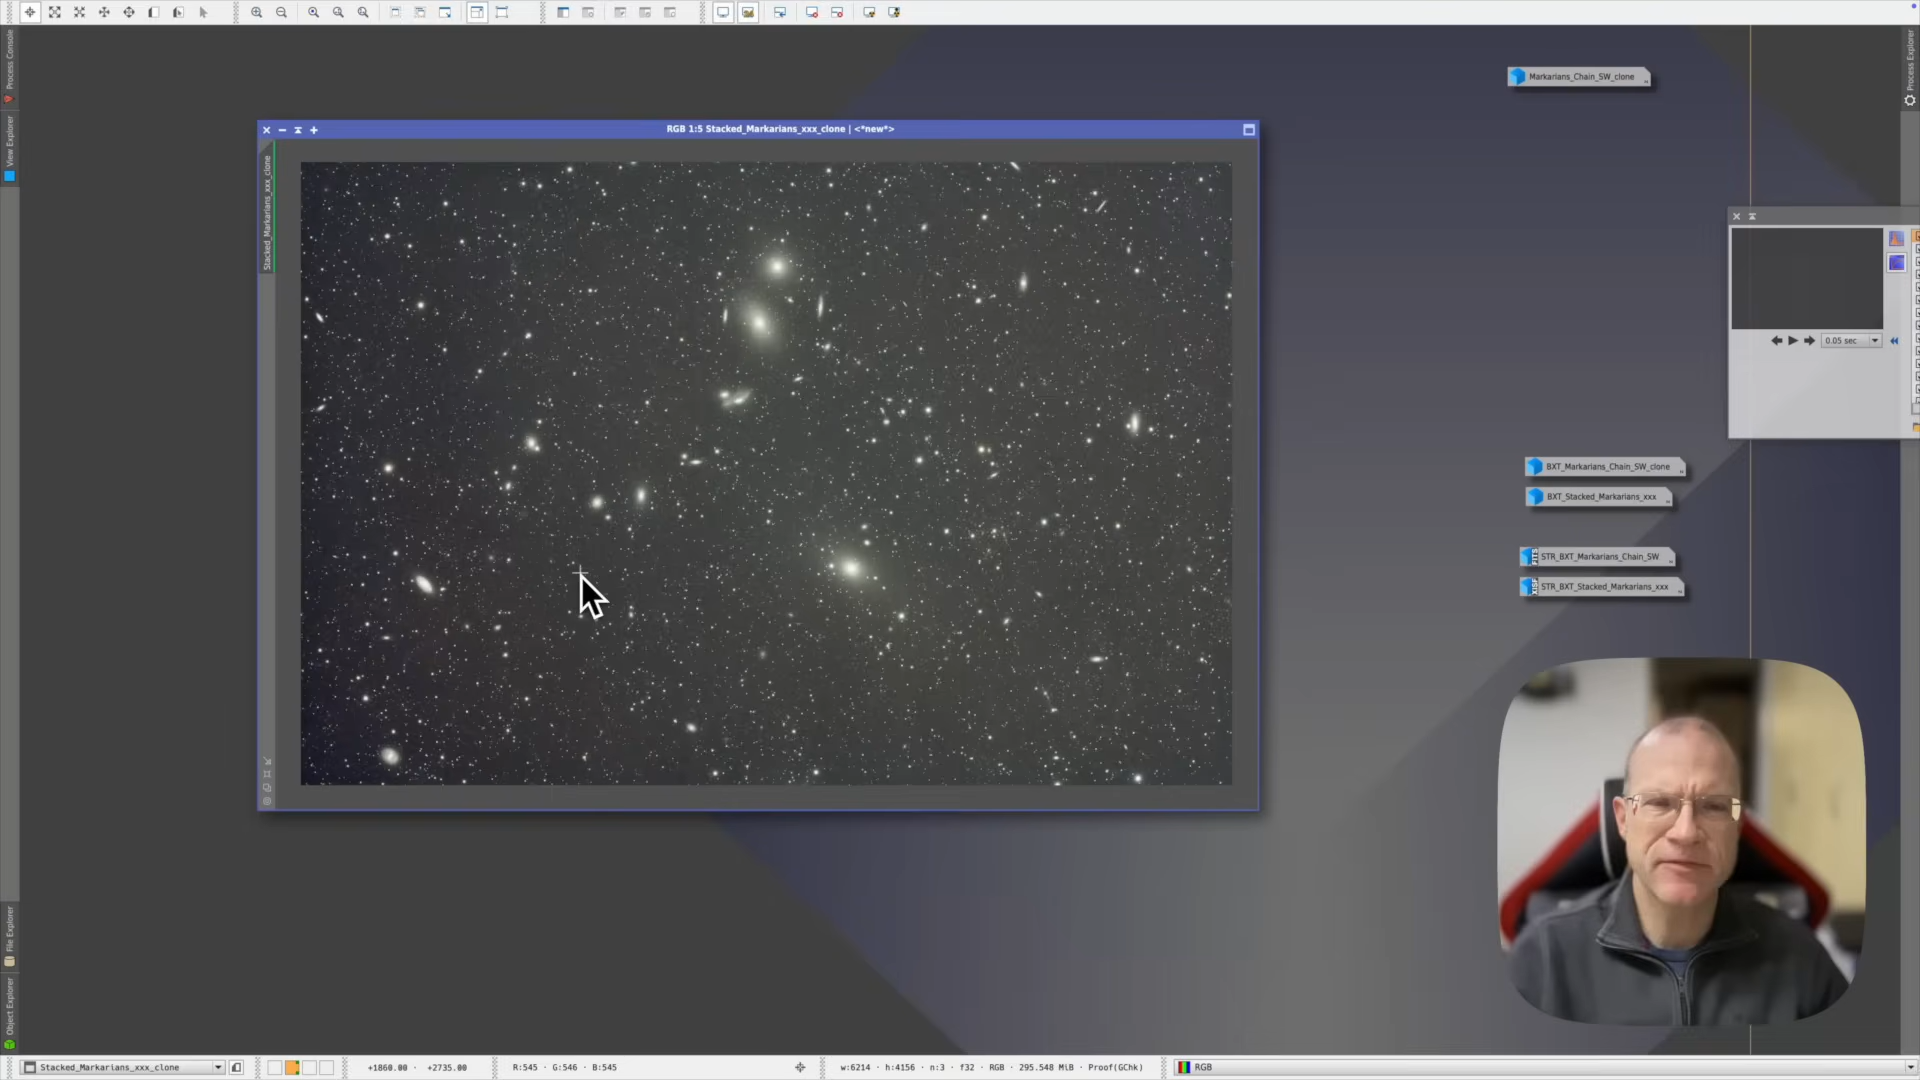 Process Console
View Explorer
File Explorer
Object Explorer
Process Explorer
Markarians_Chain_SW_clone
RGB 1:5 Stacked_Markarians_xxx_clone | <*new*>
Stacked_Markarians_xxx_clone
0.05 sec
BXT_Markarians_Chain_SW_clone
BXT_Stacked_Markarians_xxx
FITS
STR_BXT_Markarians_Chain_SW
XISF
STR_BXT_Stacked_Markarians_xxx
Stacked_Markarians_xxx_clone
+1860.00 · +2735.00
R:545 · G:546 · B:545
w:6214 · h:4156 · n:3 · f32 · RGB · 295.548 MiB · Proof(GChk)
RGB